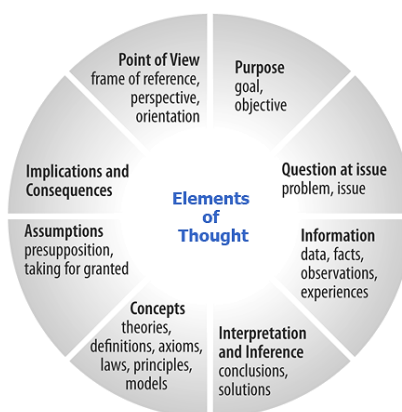 Point of View
frame of reference,
perspective,
orientation
Purpose
goal,
objective
Question at issue
problem, issue
Information
data, facts,
observations,
experiences
Interpretation
and Inference
conclusions,
solutions
Concepts
theories,
definitions, axioms,
laws, principles,
models
Assumptions
presupposition,
taking for granted
Implications and
Consequences
Elements
of
Thought